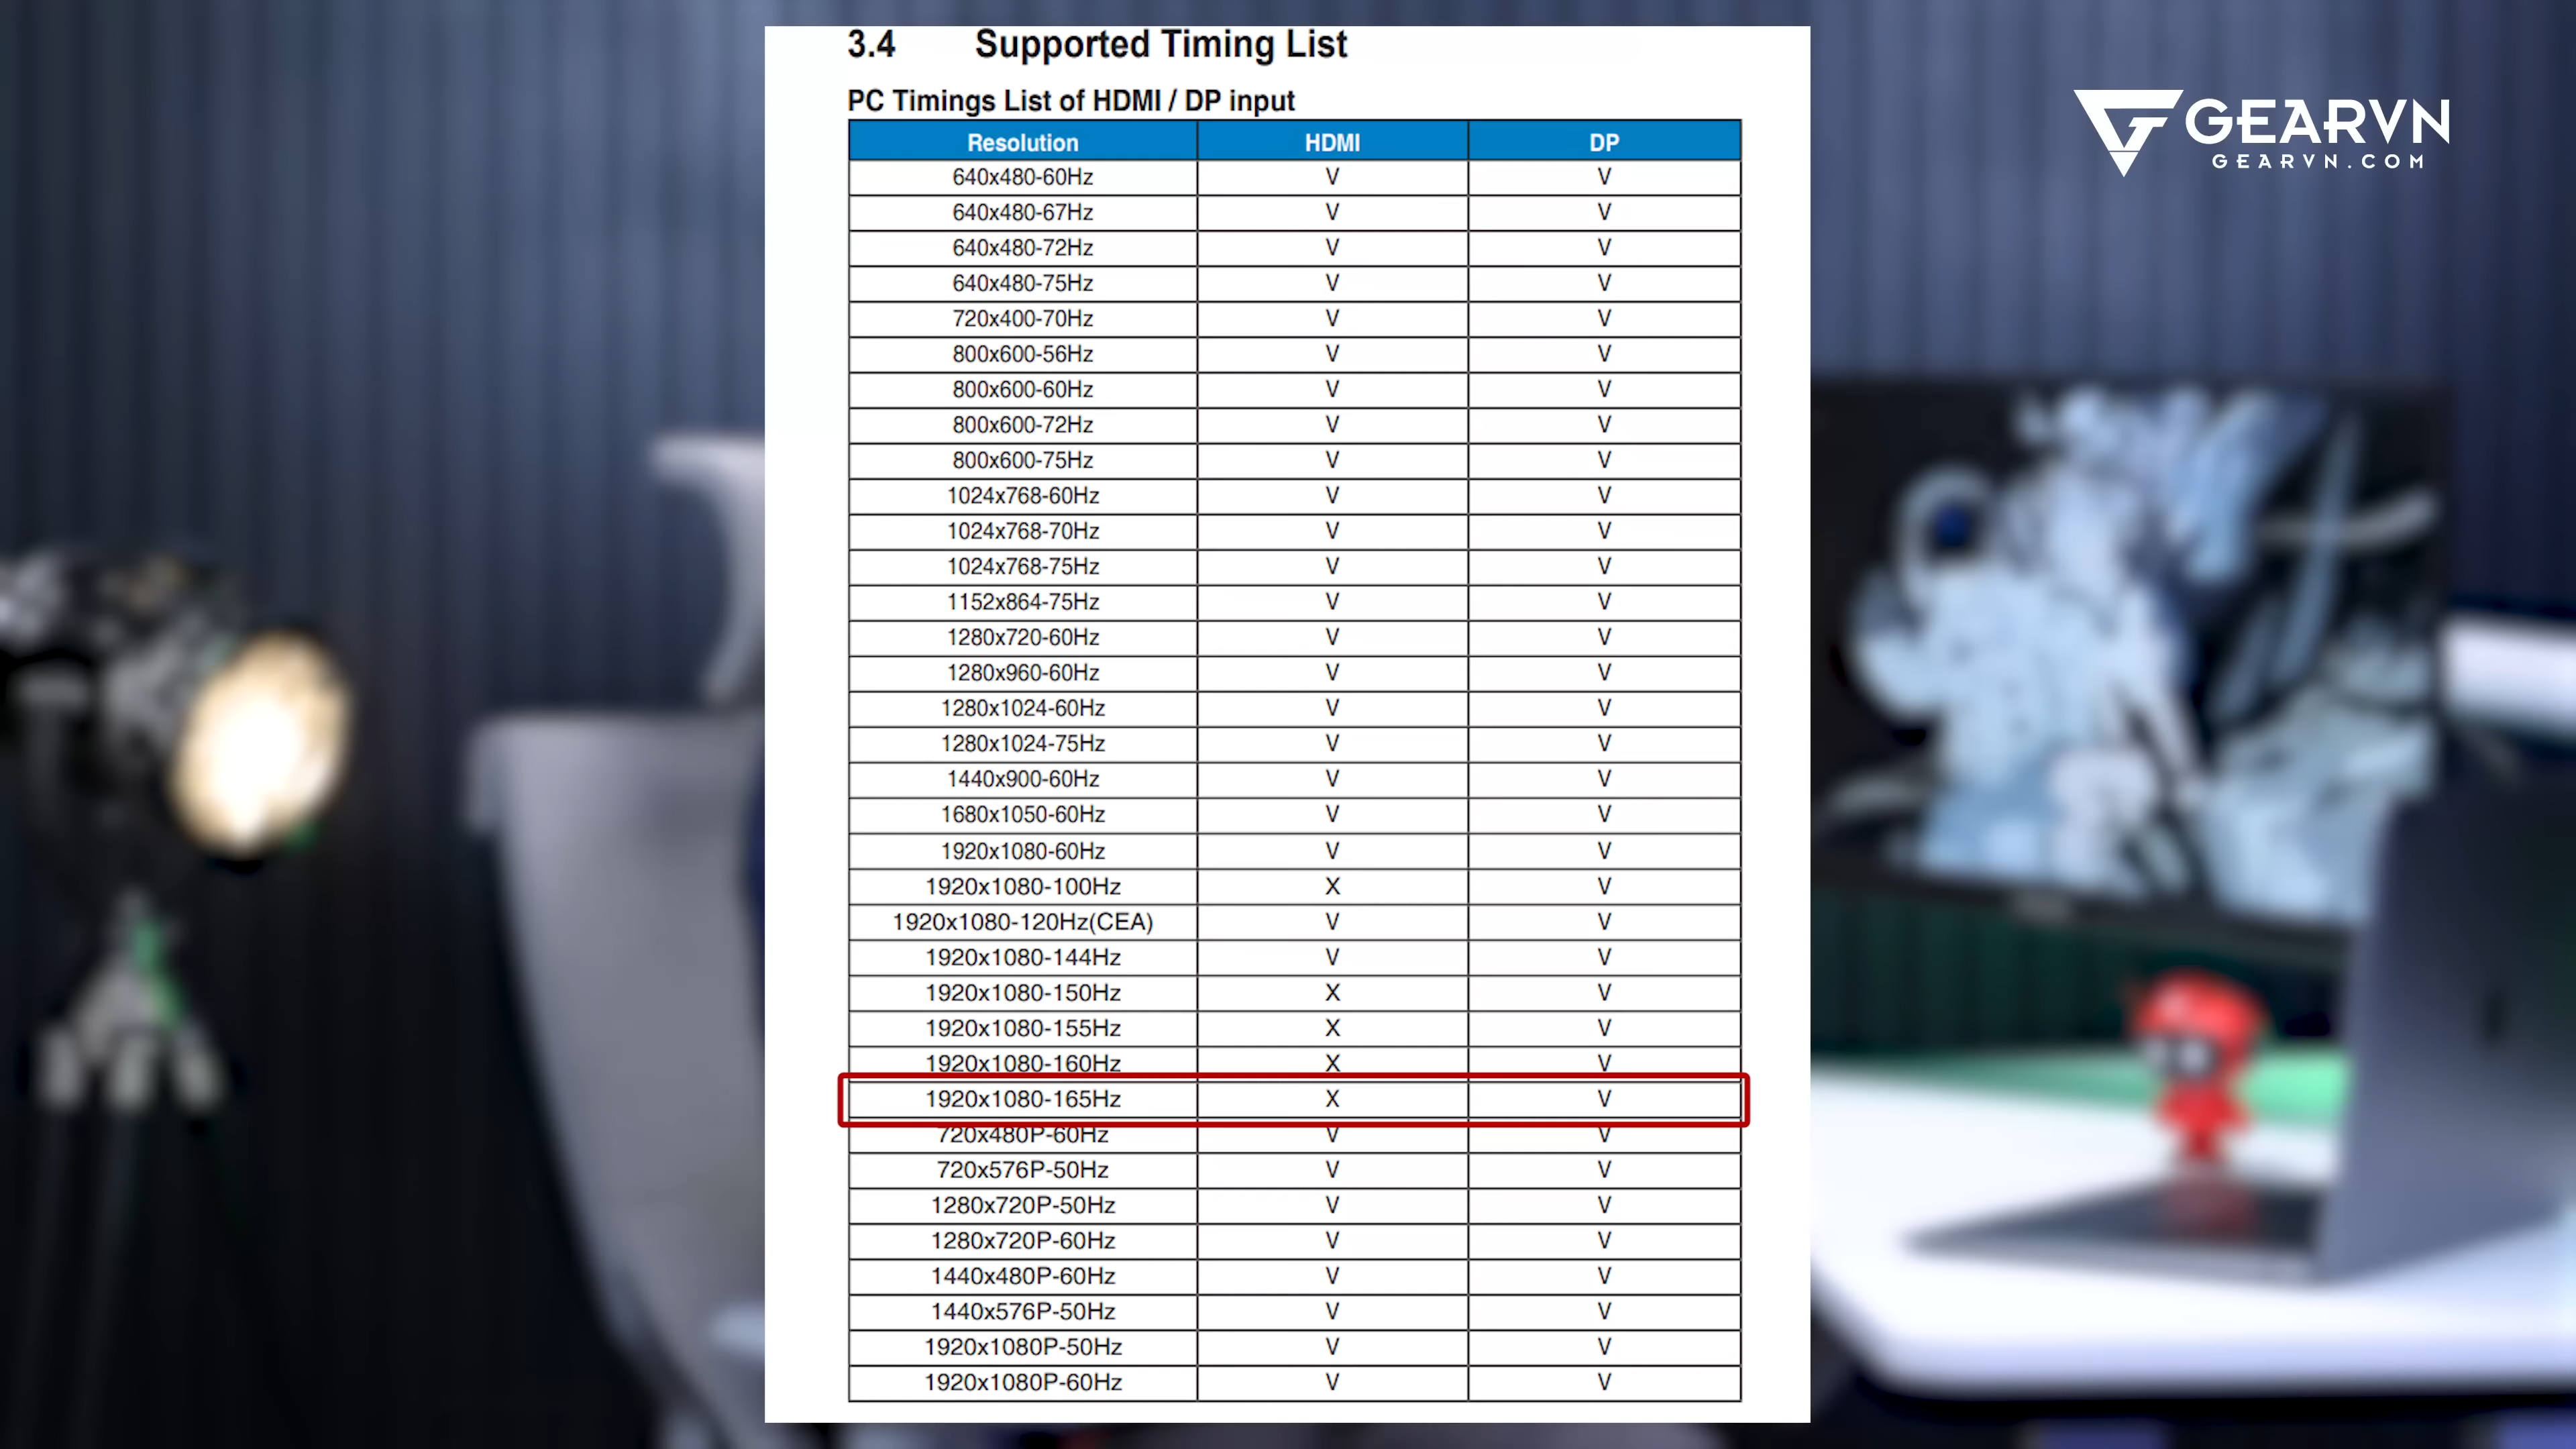 3.4 Supported Timing List
PC Timings List of HDMI / DP input
Resolution HDMI DP
640x480-60Hz V V
640x480-67Hz V V
640x480-72Hz V V
640x480-75Hz V V
720x400-70Hz V V
800x600-56Hz V V
800x600-60Hz V V
800x600-72Hz V V
800x600-75Hz V V
1024x768-60Hz V V
1024x768-70Hz V V
1024x768-75Hz V V
1152x864-75Hz V V
1280x720-60Hz V V
1280x960-60Hz V V
1280x1024-60Hz V V
1280x1024-75Hz V V
1440x900-60Hz V V
1680x1050-60Hz V V
1920x1080-60Hz V V
1920x1080-100Hz X V
1920x1080-120Hz(CEA) V V
1920x1080-144Hz V V
1920x1080-150Hz X V
1920x1080-155Hz X V
1920x1080-160Hz X V
1920x1080-165Hz X V
720x480P-60Hz V V
720x576P-50Hz V V
1280x720P-50Hz V V
1280x720P-60Hz V V
1440x480P-60Hz V V
1440x576P-50Hz V V
1920x1080P-50Hz V V
1920x1080P-60Hz V V
GEARVN
GEARVN.COM